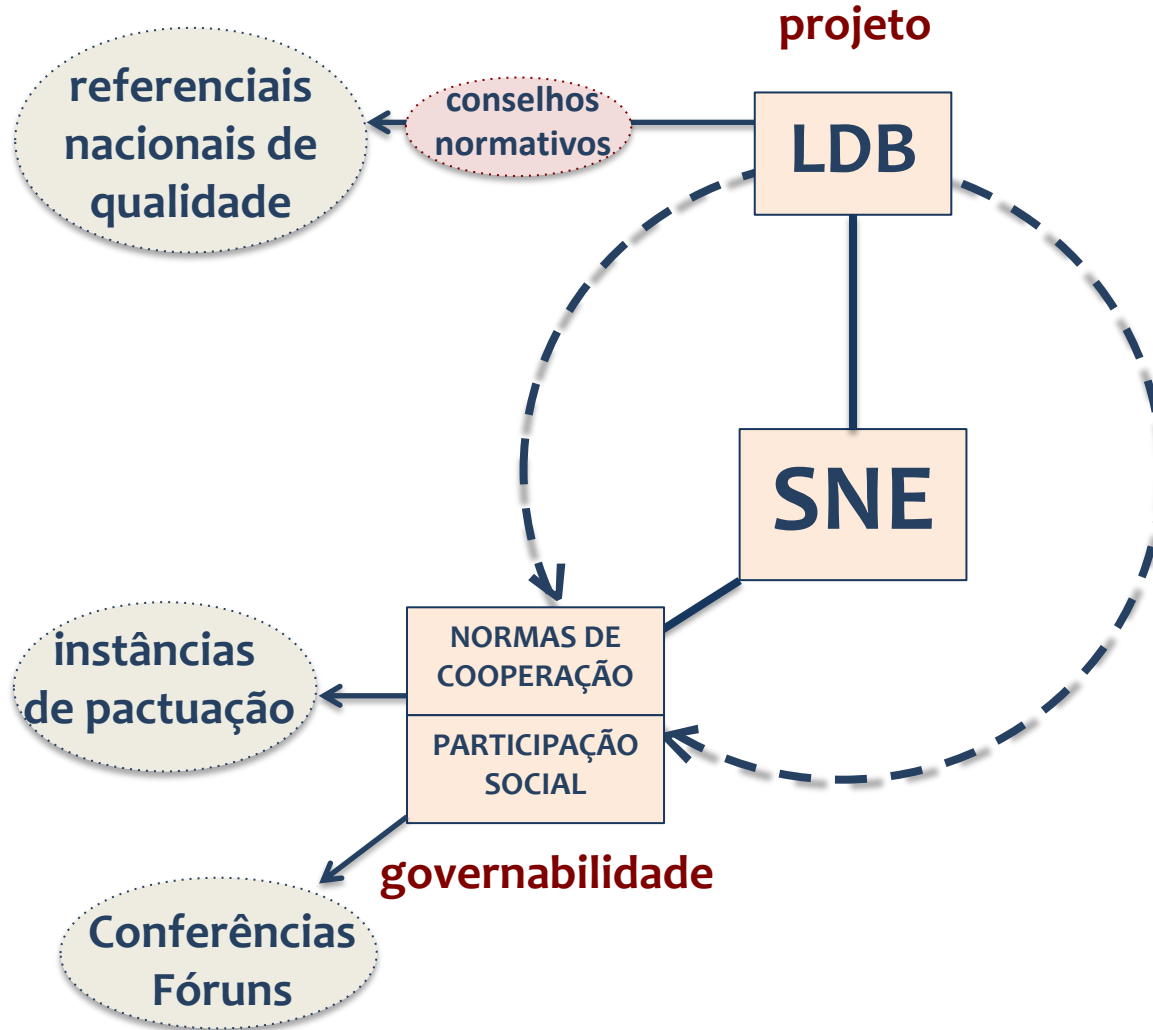 projeto
referenciais
nacionais de
qualidade
conselhos
normativos
LDB
SNE
NORMAS DE
COOPERAÇÃO
instâncias
de pactuação
PARTICIPAÇÃO
SOCIAL
governabilidade
Conferências
Fóruns